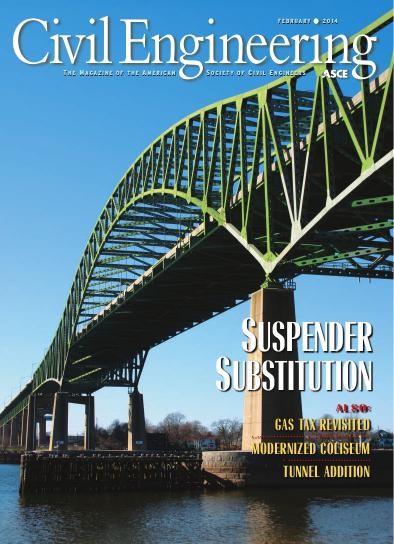 FEBRUARY ● 2014
Civil Engineering
THE MAGAZINE OF THE AMERICAN SOCIETY OF CIVIL ENGINEERS ASCE
SUSPENDER
SUBSTITUTION
ALSO:
GAS TAX REVISITED
MODERNIZED COLISEUM
TUNNEL ADDITION